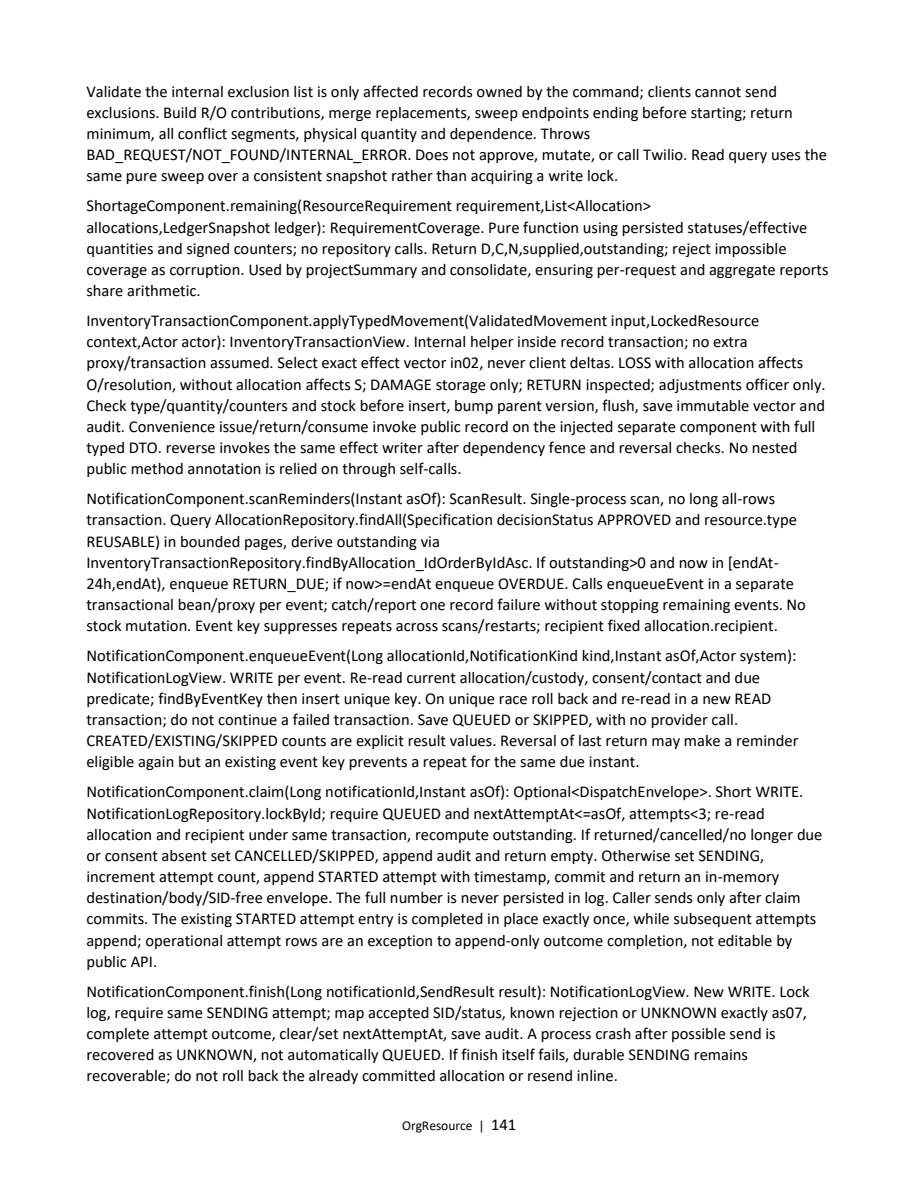 Validate the internal exclusion list is only affected records owned by the command; clients cannot send
exclusions. Build R/O contributions, merge replacements, sweep endpoints ending before starting; return
minimum, all conflict segments, physical quantity and dependence. Throws
BAD_REQUEST/NOT_FOUND/INTERNAL_ERROR. Does not approve, mutate, or call Twilio. Read query uses the
same pure sweep over a consistent snapshot rather than acquiring a write lock.
ShortageComponent.remaining(ResourceRequirement requirement,List<Allocation>
allocations,LedgerSnapshot ledger): RequirementCoverage. Pure function using persisted statuses/effective
quantities and signed counters; no repository calls. Return D,C,N,supplied,outstanding; reject impossible
coverage as corruption. Used by projectSummary and consolidate, ensuring per-request and aggregate reports
share arithmetic.
InventoryTransactionComponent.applyTypedMovement(ValidatedMovement input,LockedResource
context,Actor actor): InventoryTransactionView. Internal helper inside record transaction; no extra
proxy/transaction assumed. Select exact effect vector in02, never client deltas. LOSS with allocation affects
O/resolution, without allocation affects S; DAMAGE storage only; RETURN inspected; adjustments officer only.
Check type/quantity/counters and stock before insert, bump parent version, flush, save immutable vector and
audit. Convenience issue/return/consume invoke public record on the injected separate component with full
typed DTO. reverse invokes the same effect writer after dependency fence and reversal checks. No nested
public method annotation is relied on through self-calls.
NotificationComponent.scanReminders(Instant asOf): ScanResult. Single-process scan, no long all-rows
transaction. Query AllocationRepository.findAll(Specification decisionStatus APPROVED and resource.type
REUSABLE) in bounded pages, derive outstanding via
InventoryTransactionRepository.findByAllocation_IdOrderByIdAsc. If outstanding>0 and now in [endAt-
24h,endAt), enqueue RETURN_DUE; if now>=endAt enqueue OVERDUE. Calls enqueueEvent in a separate
transactional bean/proxy per event; catch/report one record failure without stopping remaining events. No
stock mutation. Event key suppresses repeats across scans/restarts; recipient fixed allocation.recipient.
NotificationComponent.enqueueEvent(Long allocationId,NotificationKind kind,Instant asOf,Actor system):
NotificationLogView. WRITE per event. Re-read current allocation/custody, consent/contact and due
predicate; findByEventKey then insert unique key. On unique race roll back and re-read in a new READ
transaction; do not continue a failed transaction. Save QUEUED or SKIPPED, with no provider call.
CREATED/EXISTING/SKIPPED counts are explicit result values. Reversal of last return may make a reminder
eligible again but an existing event key prevents a repeat for the same due instant.
NotificationComponent.claim(Long notificationId,Instant asOf): Optional<DispatchEnvelope>. Short WRITE.
NotificationLogRepository.lockById; require QUEUED and nextAttemptAt<=asOf, attempts<3; re-read
allocation and recipient under same transaction, recompute outstanding. If returned/cancelled/no longer due
or consent absent set CANCELLED/SKIPPED, append audit and return empty. Otherwise set SENDING,
increment attempt count, append STARTED attempt with timestamp, commit and return an in-memory
destination/body/SID-free envelope. The full number is never persisted in log. Caller sends only after claim
commits. The existing STARTED attempt entry is completed in place exactly once, while subsequent attempts
append; operational attempt rows are an exception to append-only outcome completion, not editable by
public API.
NotificationComponent.finish(Long notificationId,SendResult result): NotificationLogView. New WRITE. Lock
log, require same SENDING attempt; map accepted SID/status, known rejection or UNKNOWN exactly as07,
complete attempt outcome, clear/set nextAttemptAt, save audit. A process crash after possible send is
recovered as UNKNOWN, not automatically QUEUED. If finish itself fails, durable SENDING remains
recoverable; do not roll back the already committed allocation or resend inline.
OrgResource | 141